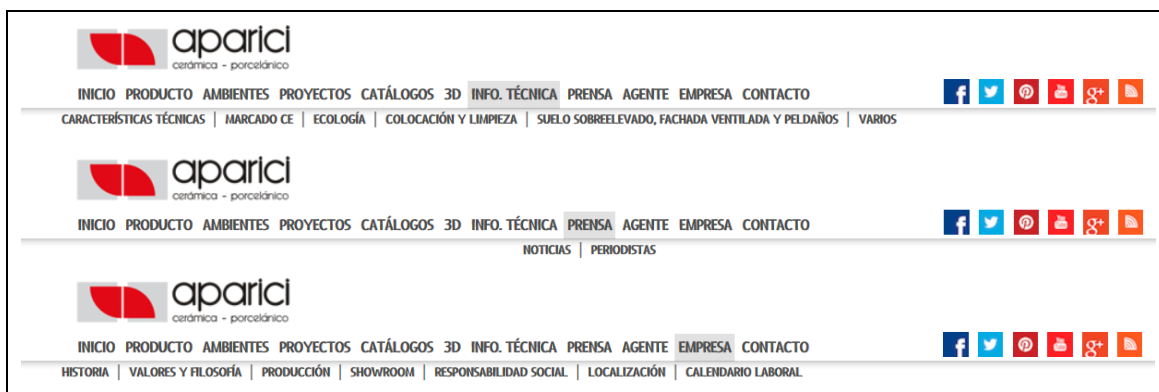 aparici
cerámica - porcelánico
INICIO PRODUCTO AMBIENTES PROYECTOS CATÁLOGOS 3D INFO. TÉCNICA PRENSA AGENTE EMPRESA CONTACTO
CARACTERÍSTICAS TÉCNICAS | MARCADO CE | ECOLOGÍA | COLOCACIÓN Y LIMPIEZA | SUELO SOBREELEVADO, FACHADA VENTILADA Y PELDAÑOS | VARIOS
aparici
cerámica - porcelánico
INICIO PRODUCTO AMBIENTES PROYECTOS CATÁLOGOS 3D INFO. TÉCNICA PRENSA AGENTE EMPRESA CONTACTO
NOTICIAS | PERIODISTAS
aparici
cerámica - porcelánico
INICIO PRODUCTO AMBIENTES PROYECTOS CATÁLOGOS 3D INFO. TÉCNICA PRENSA AGENTE EMPRESA CONTACTO
HISTORIA | VALORES Y FILOSOFÍA | PRODUCCIÓN | SHOWROOM | RESPONSABILIDAD SOCIAL | LOCALIZACIÓN | CALENDARIO LABORAL